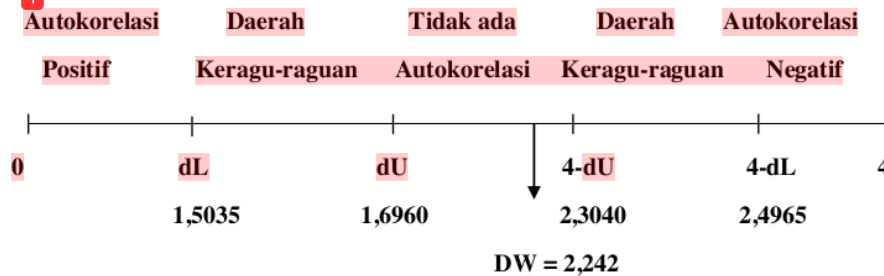 Autokorelasi Daerah Tidak ada Daerah Autokorelasi
Positif Keragu-raguan Autokorelasi Keragu-raguan Negatif
0 dL dU 4-dU 4-dL 4
1,5035 1,6960 2,3040 2,4965
DW = 2,242